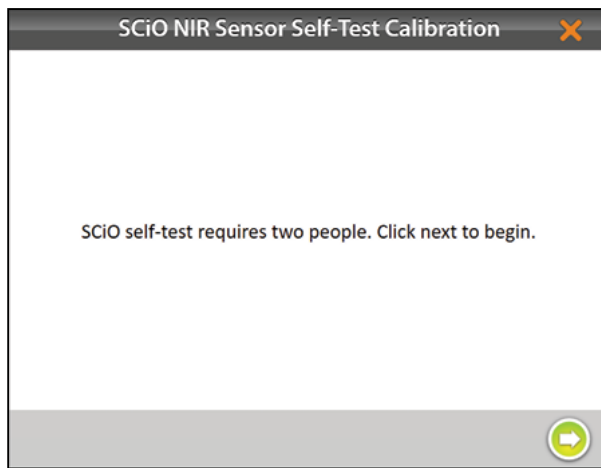 SCiO NIR Sensor Self-Test Calibration
SCiO self-test requires two people. Click next to begin.